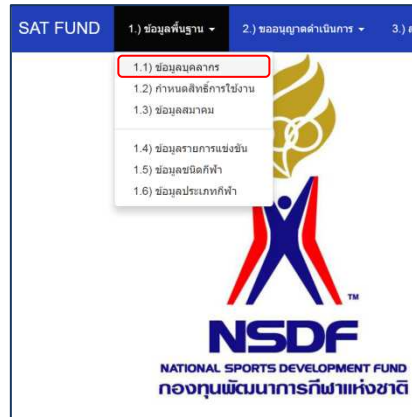 SAT FUND 1.) ข้อมูลพื้นฐาน 2.) ขออนุญาตดำเนินการ 3.)
1.1) ข้อมูลบุคลากร
1.2) กำหนดสิทธิ์การใช้งาน
1.3) ข้อมูลสมาคม
1.4) ข้อมูลรายการแข่งขัน
1.5) ข้อมูลชนิดกีฬา
1.6) ข้อมูลประเภทกีฬา
TM
NSDF
NATIONAL SPORTS DEVELOPMENT FUND
กองทุนพัฒนาการกีฬาแห่งชาติ